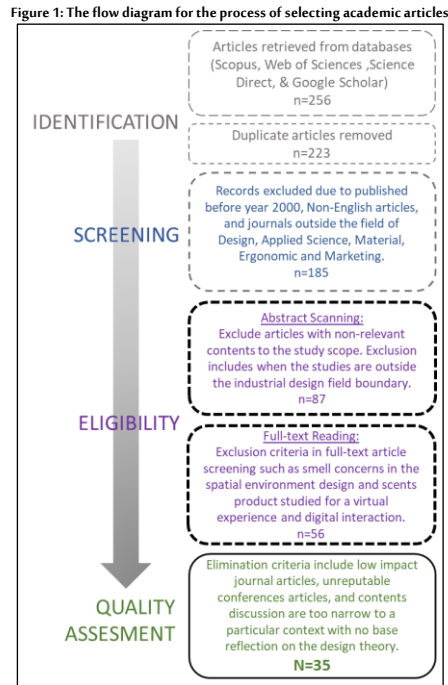 Figure 1: The flow diagram for the process of selecting academic articles
Articles retrieved from databases
(Scopus, Web of Sciences ,Science
Direct, & Google Scholar)
n=256
IDENTIFICATION
Duplicate articles removed
n=223
SCREENING
Records excluded due to published
before year 2000, Non-English articles,
and journals outside the field of
Design, Applied Science, Material,
Ergonomic and Marketing.
n=185
ELIGIBILITY
Abstract Scanning:
Exclude articles with non-relevant
contents to the study scope. Exclusion
includes when the studies are outside
the industrial design field boundary.
n=87
Full-text Reading:
Exclusion criteria in full-text article
screening such as smell concerns in the
spatial environment design and scents
product studied for a virtual
experience and digital interaction.
n=56
QUALITY
ASSESMENT
Elimination criteria include low impact
journal articles, unreputable
conferences articles, and contents
discussion are too narrow to a
particular context with no base
reflection on the design theory.
N=35